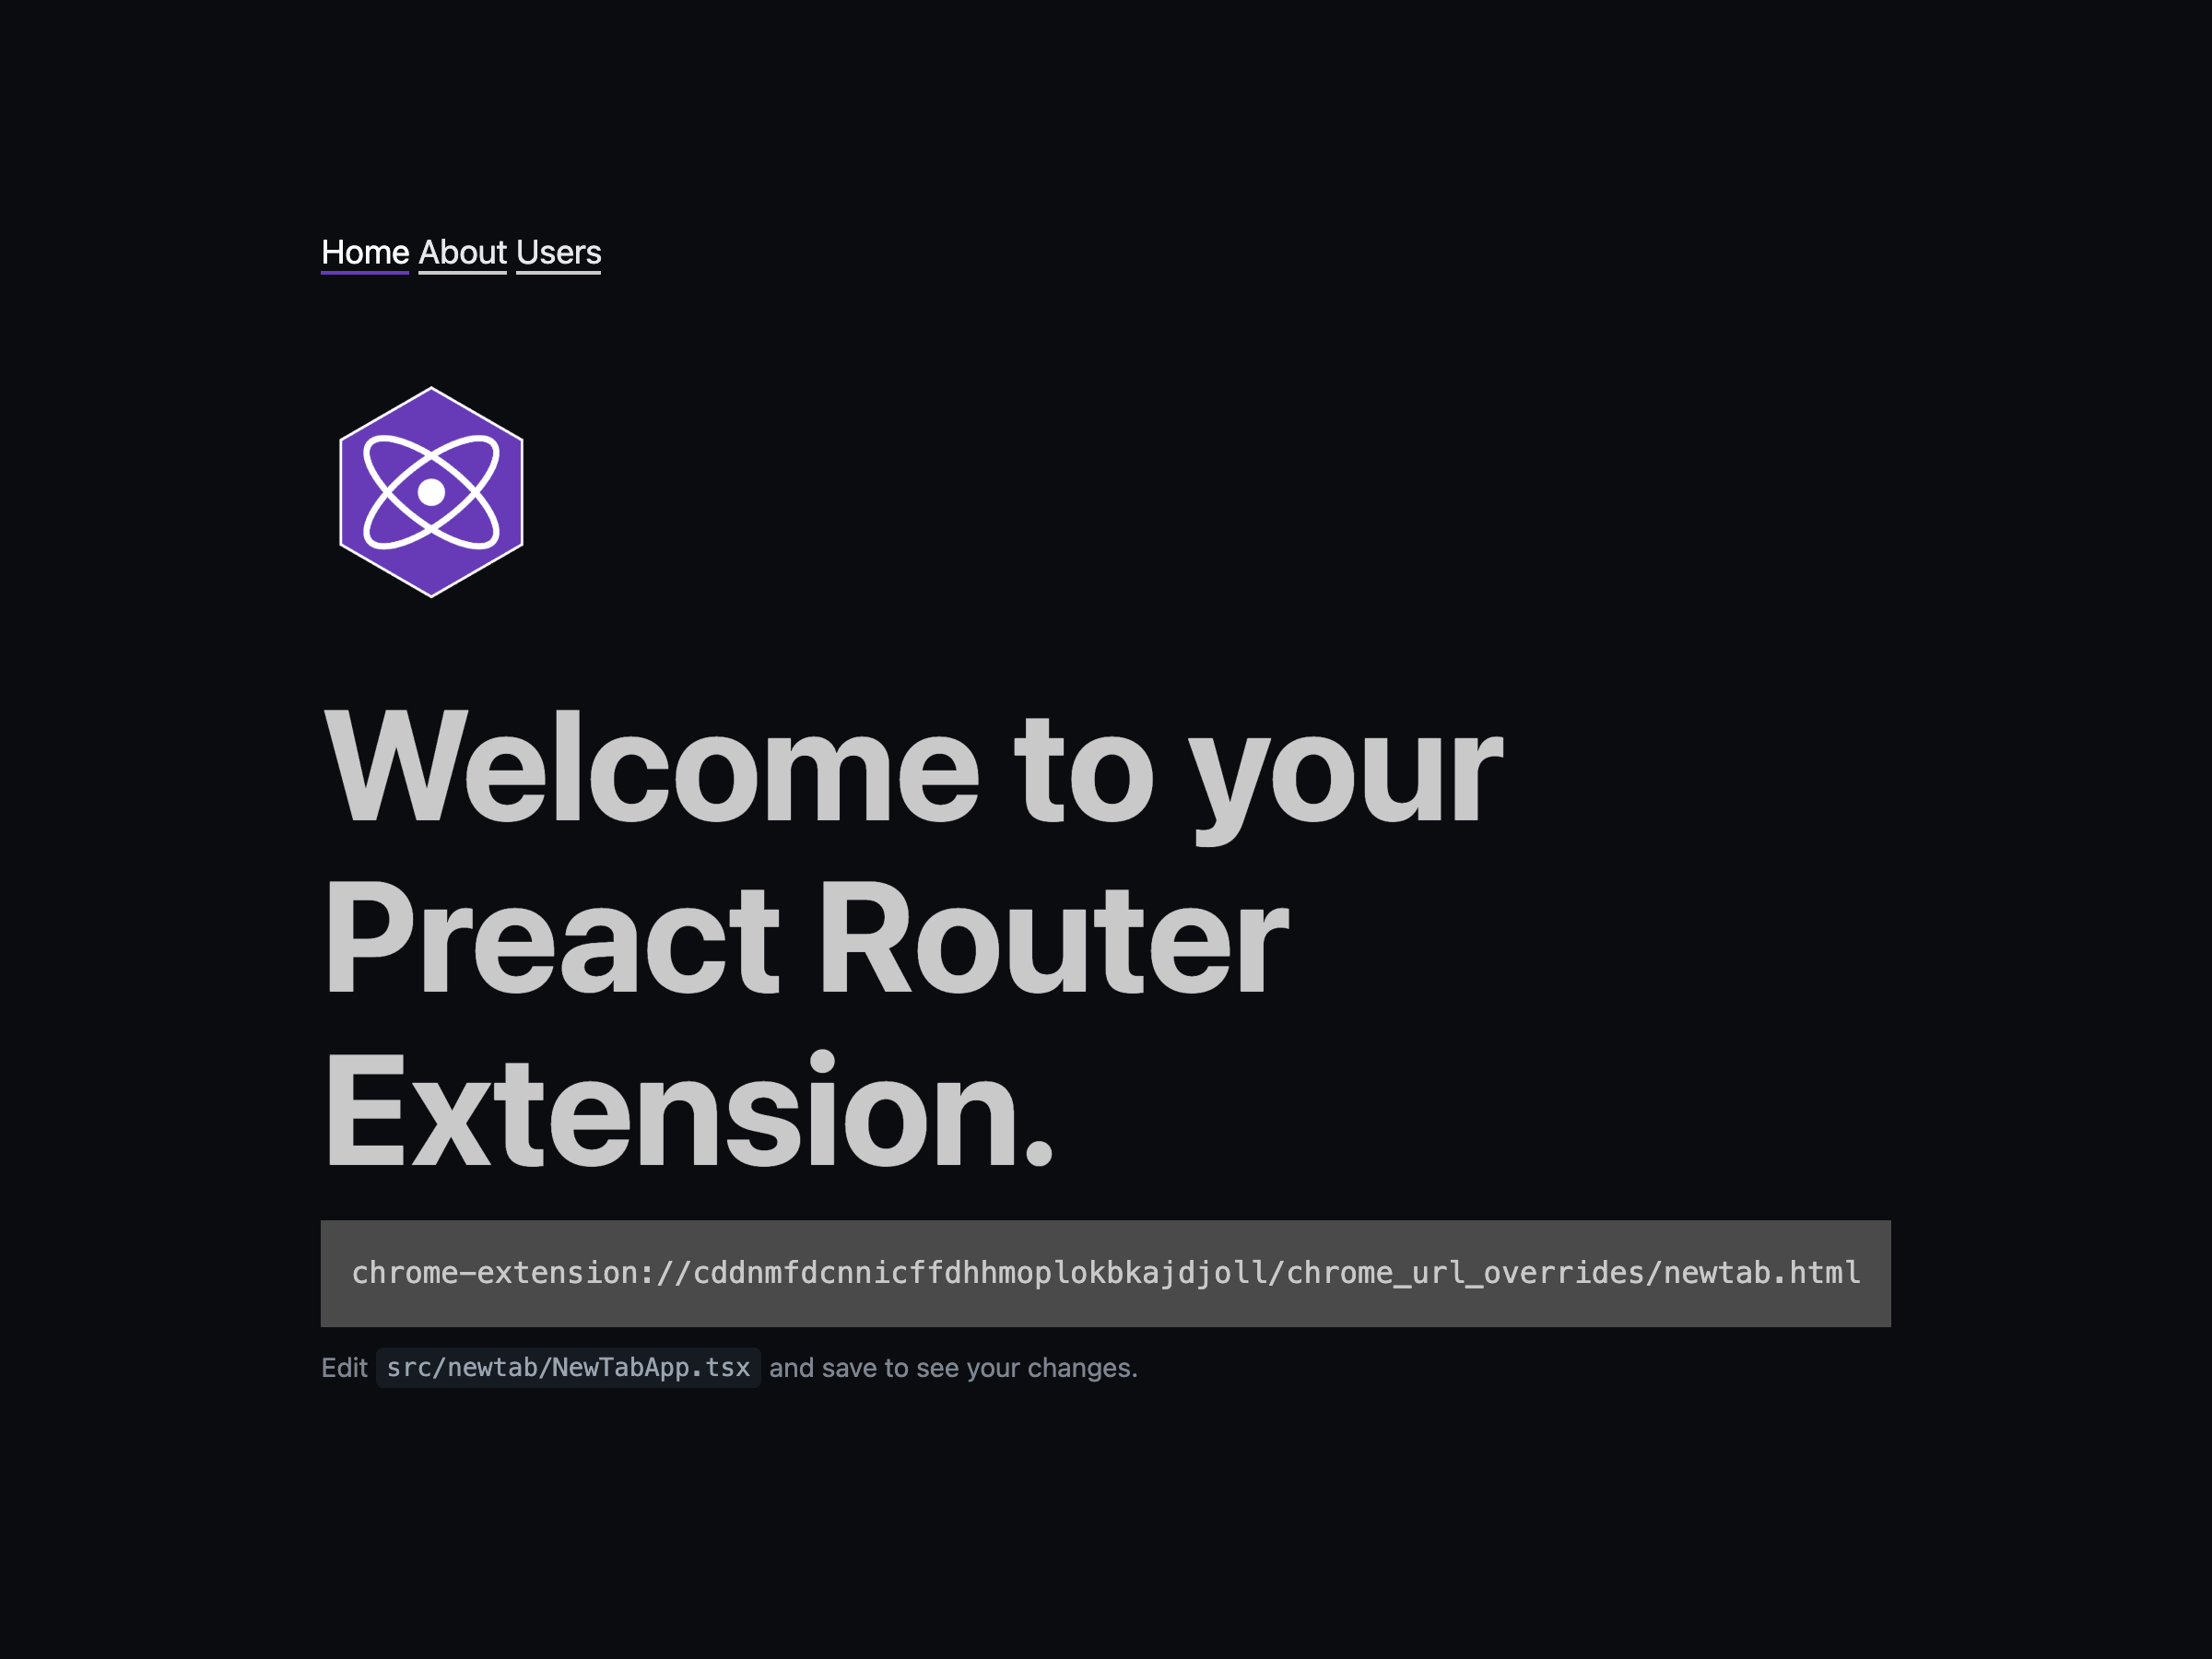 Home About Users
Welcome to your
Preact Router
Extension.
chrome-extension://cddnmfdcnnicffdhhmoplokbkajdjoll/chrome_url_overrides/newtab.html
Edit src/newtab/NewTabApp.tsx and save to see your changes.